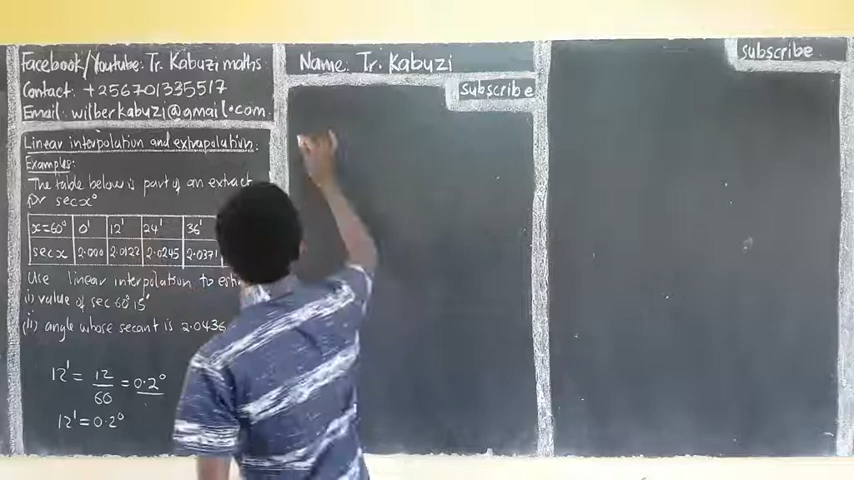 Facebook/Youtube: Tr. Kabuzi maths
Contact: +256701335517
Email: wilberkabuzi@gmail.com
Linear interpolation and extrapolation.
Examples:
The table below is part of an extract
for sec x°
x=60° 0' 12' 24' 36'
sec x 2.000 2.0122 2.0245 2.0371
Use linear interpolation to
(i) value of sec 60° 15'
(ii) angle whose secant is 2.0436
12' = 12/60 = 0.2°
12' = 0.2°
Name: Tr. Kabuzi
subscribe
subscribe